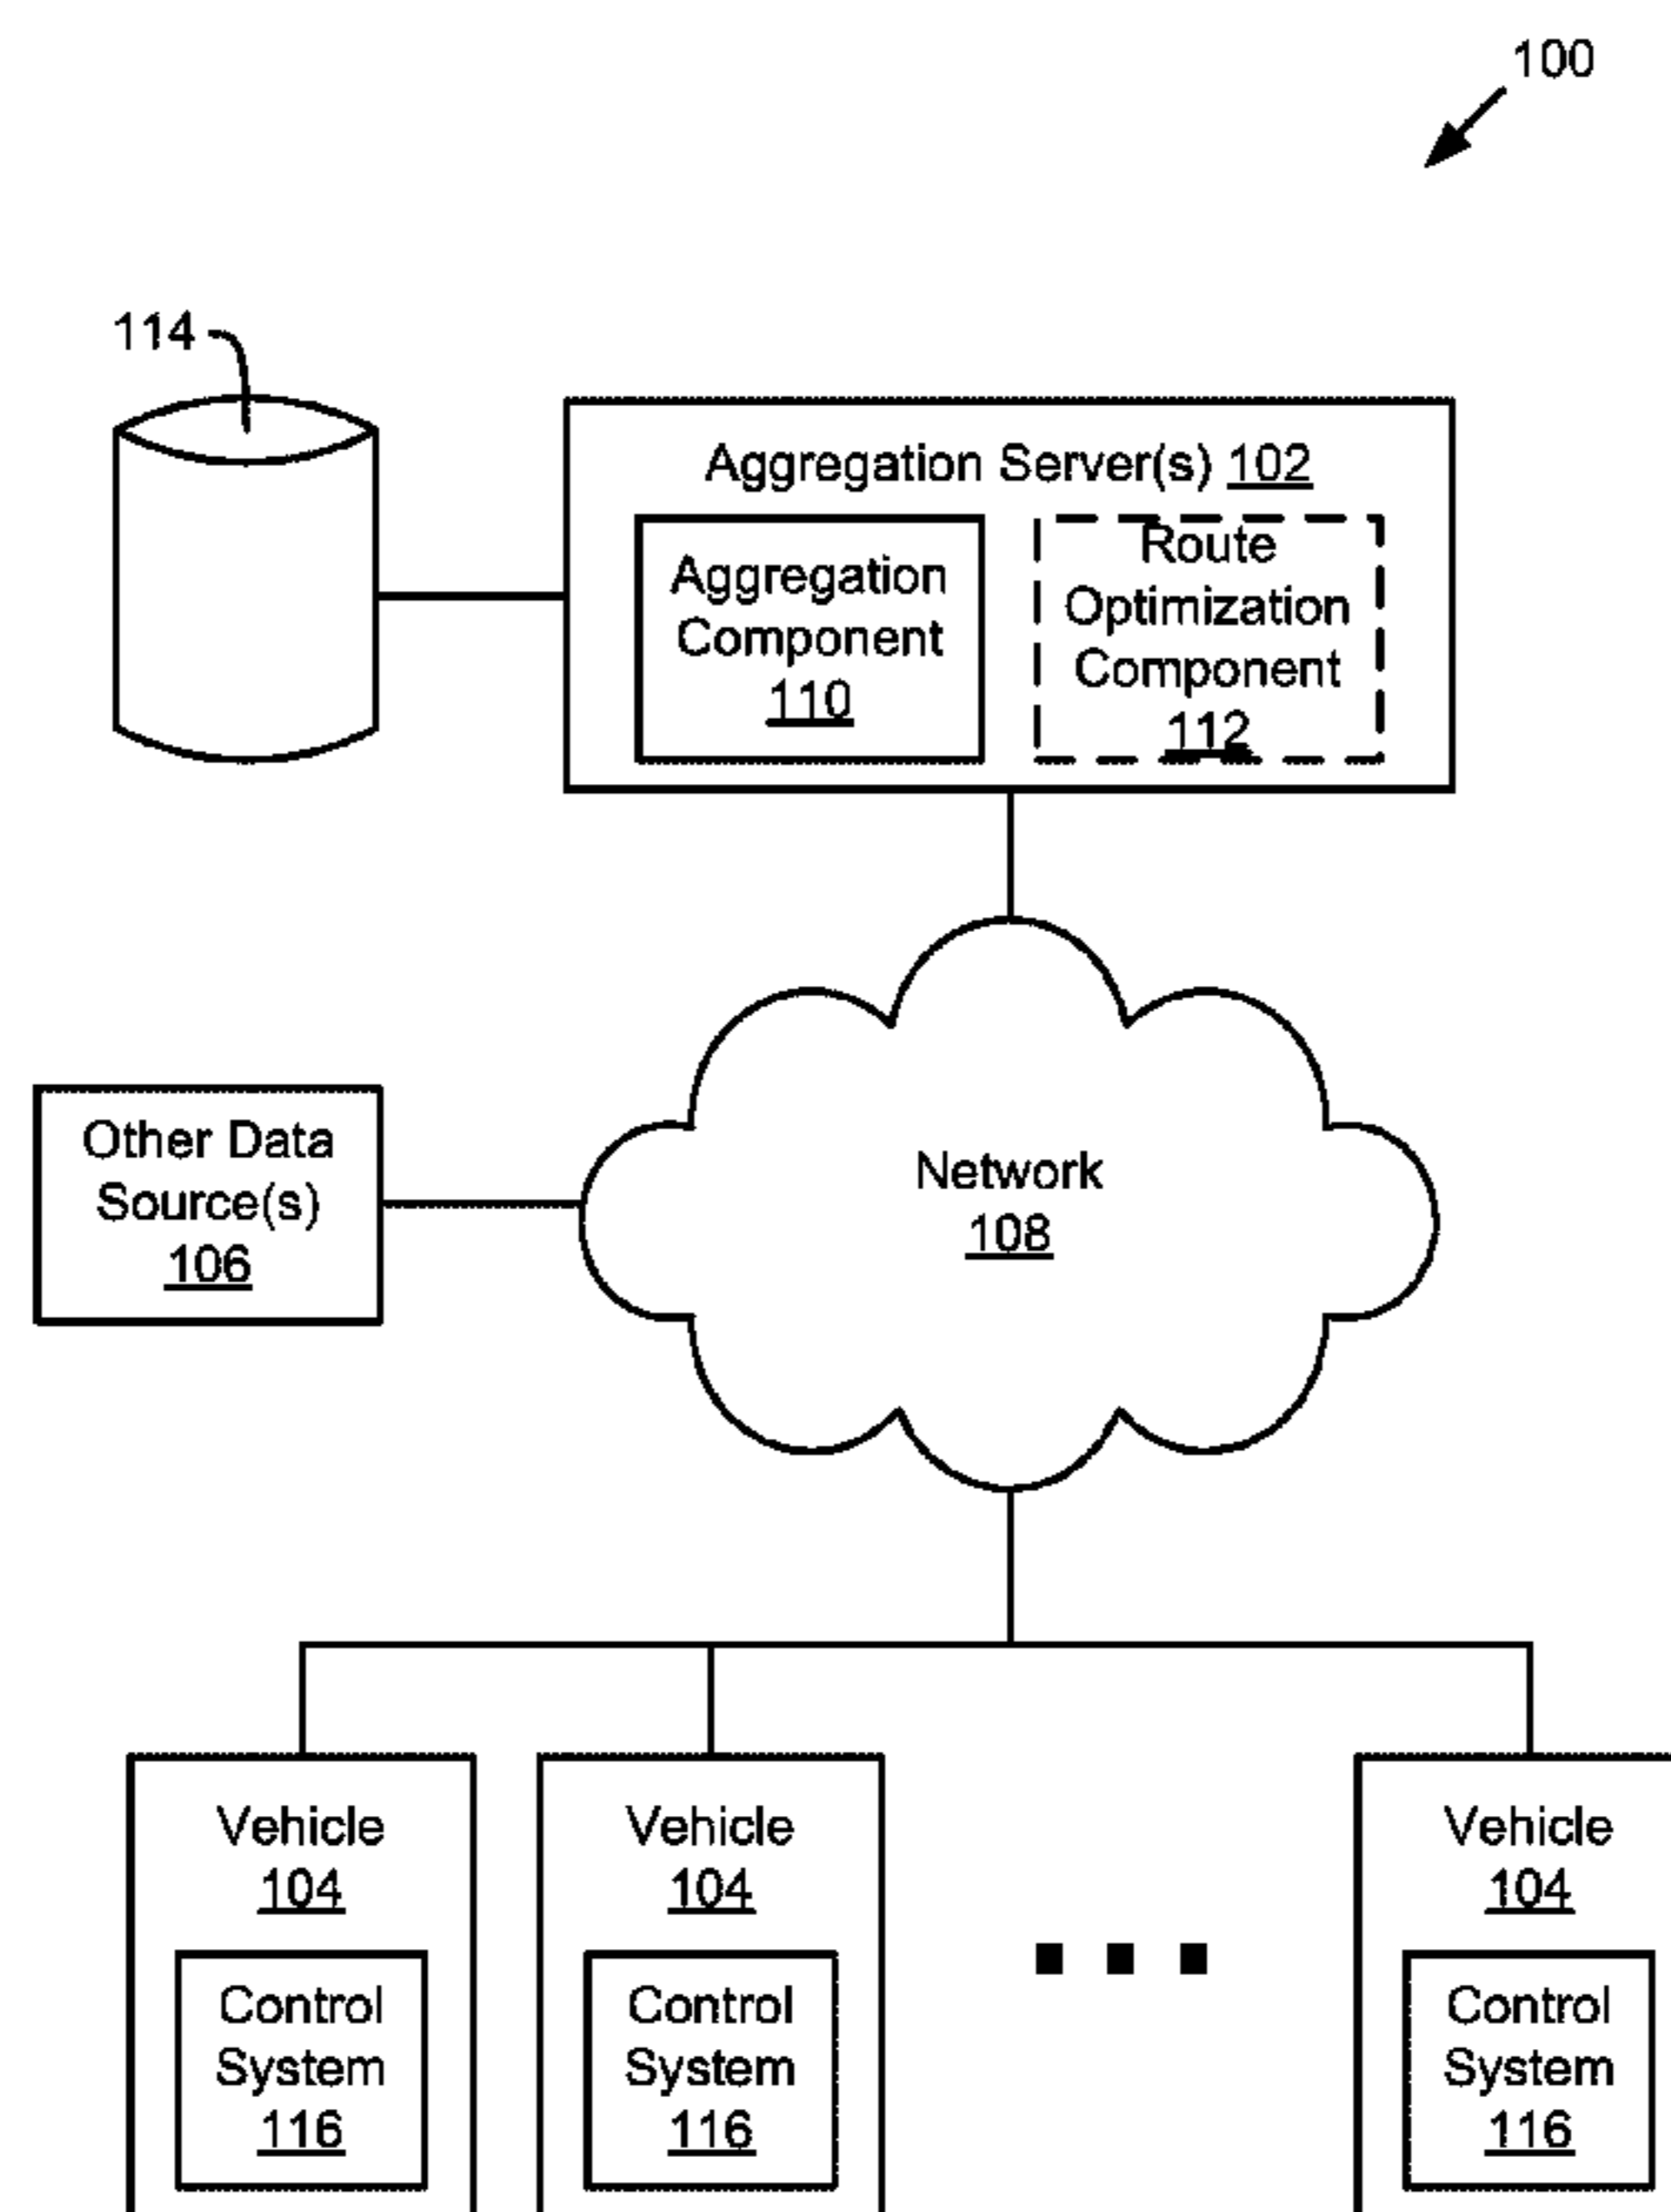 100
114
Aggregation Server(s) 102
Aggregation
Component
110
Route
Optimization
Component
112
Other Data
Source(s)
106
Network
108
Vehicle
104
Control
System
116
Vehicle
104
Control
System
116
Vehicle
104
Control
System
116